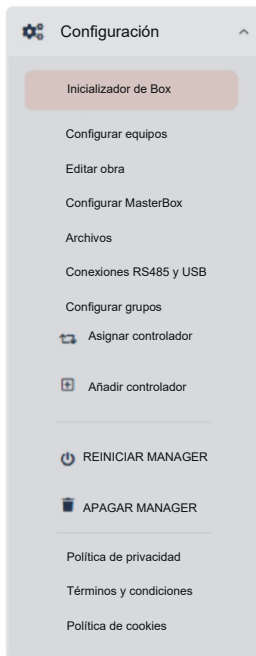 Configuración
Inicializador de Box
Configurar equipos
Editar obra
Configurar MasterBox
Archivos
Conexiones RS485 y USB
Configurar grupos
Asignar controlador
Añadir controlador
REINICIAR MANAGER
APAGAR MANAGER
Política de privacidad
Términos y condiciones
Política de cookies